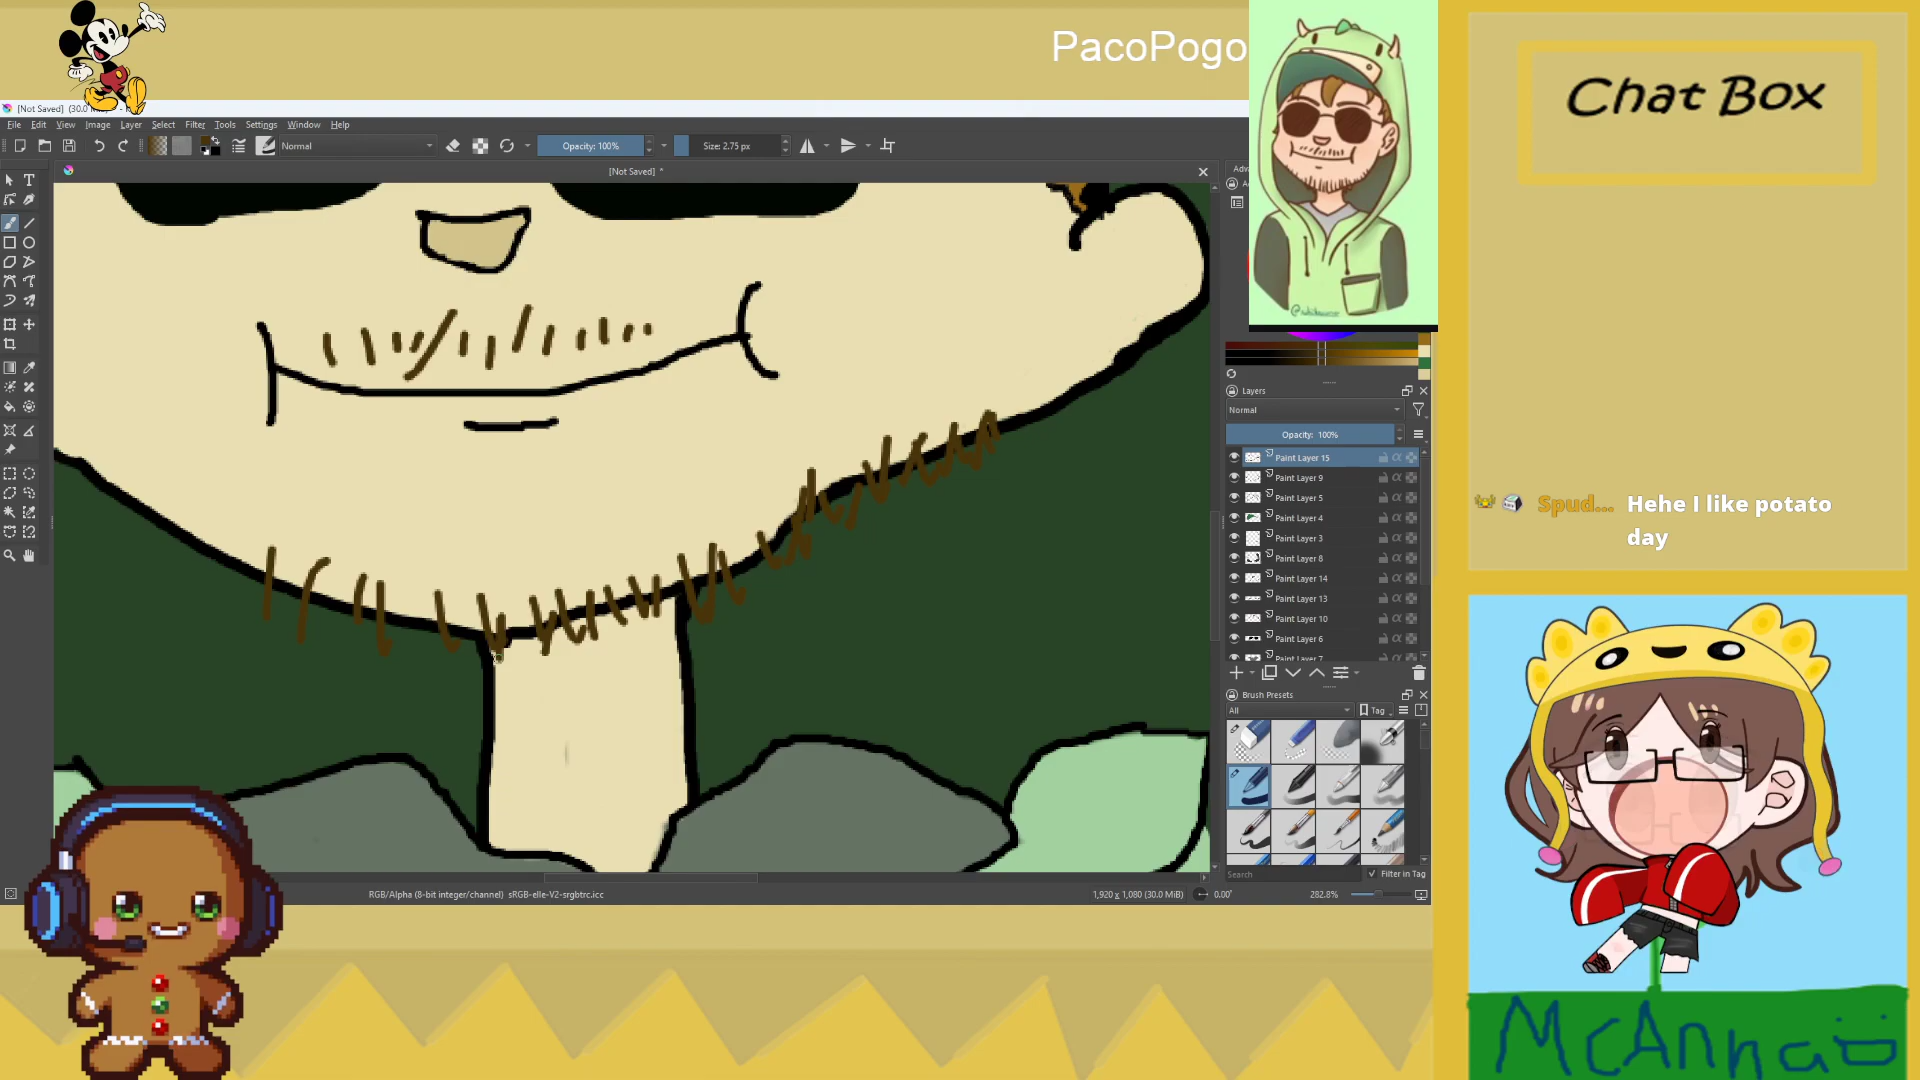 PacoPogo
Chat Box
[Not Saved] (30.0 M
File Edit View Image Layer Select Filter Tools Settings Window Help
Normal
Opacity: 100%
Size: 2.75 px
[Not Saved] *
Layers
Normal
Opacity: 100%
Paint Layer 15
Paint Layer 9
Paint Layer 5
Paint Layer 4
Paint Layer 3
Paint Layer 8
Paint Layer 14
Paint Layer 13
Paint Layer 10
Paint Layer 6
Paint Layer 7
Brush Presets
All
Tag
Search
Filter in Tag
RGB/Alpha (8-bit integer/channel) sRGB-elle-V2-srgbtrc.icc
1,920 x 1,080 (30.0 MiB)
0.00°
282.8%
Spud... Hehe I like potato
day
McAnna